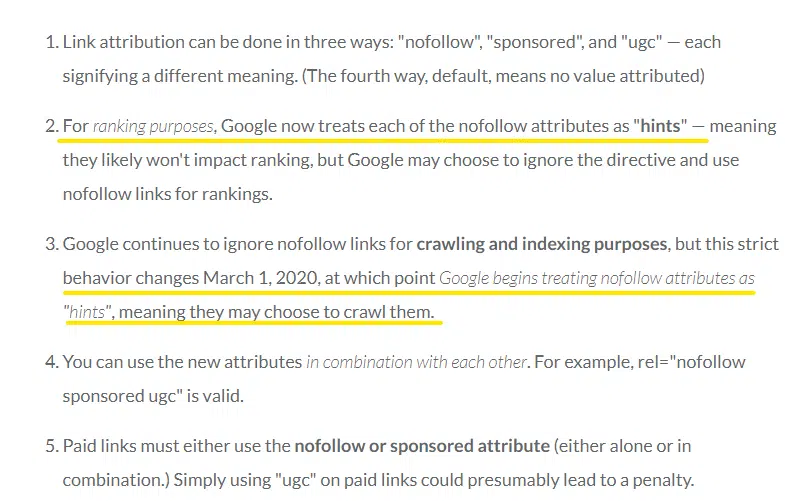 1. Link attribution can be done in three ways: "nofollow", "sponsored", and "ugc" — each
signifying a different meaning. (The fourth way, default, means no value attributed)
2. For ranking purposes, Google now treats each of the nofollow attributes as "hints" — meaning
they likely won't impact ranking, but Google may choose to ignore the directive and use
nofollow links for rankings.
3. Google continues to ignore nofollow links for crawling and indexing purposes, but this strict
behavior changes March 1, 2020, at which point Google begins treating nofollow attributes as
"hints", meaning they may choose to crawl them.
4. You can use the new attributes in combination with each other. For example, rel="nofollow
sponsored ugc" is valid.
5. Paid links must either use the nofollow or sponsored attribute (either alone or in
combination.) Simply using "ugc" on paid links could presumably lead to a penalty.